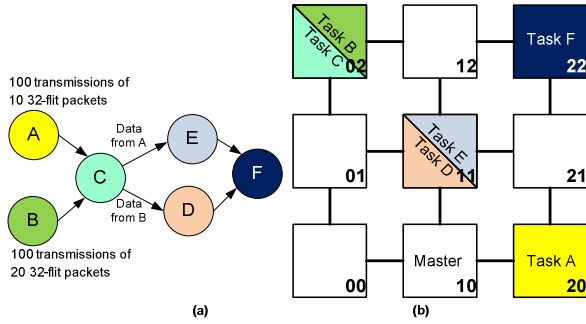 100 transmissions of
10 32-flit packets
A
Data
from A
E
C
F
Data
from B
B
D
100 transmissions of
20 32-flit packets
(a)
Task B
Task C
02
12
Task F
22
01
Task E
Task D
11
21
00
Master
10
Task A
20
(b)